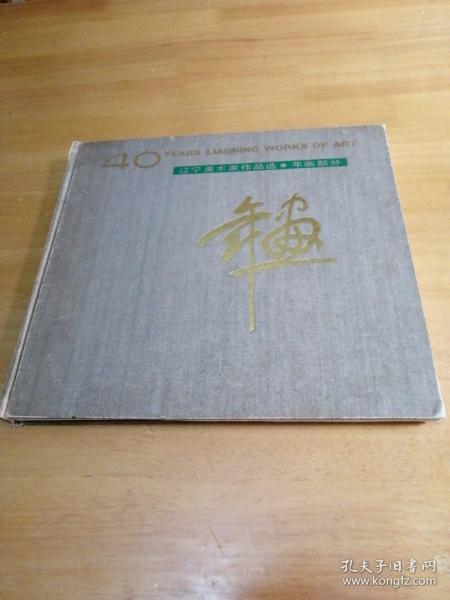 40 YEARS LIAONING WORKS OF ART
辽宁美术家作品选·年画部分
年画
孔夫子旧书网
www.kongfz.com